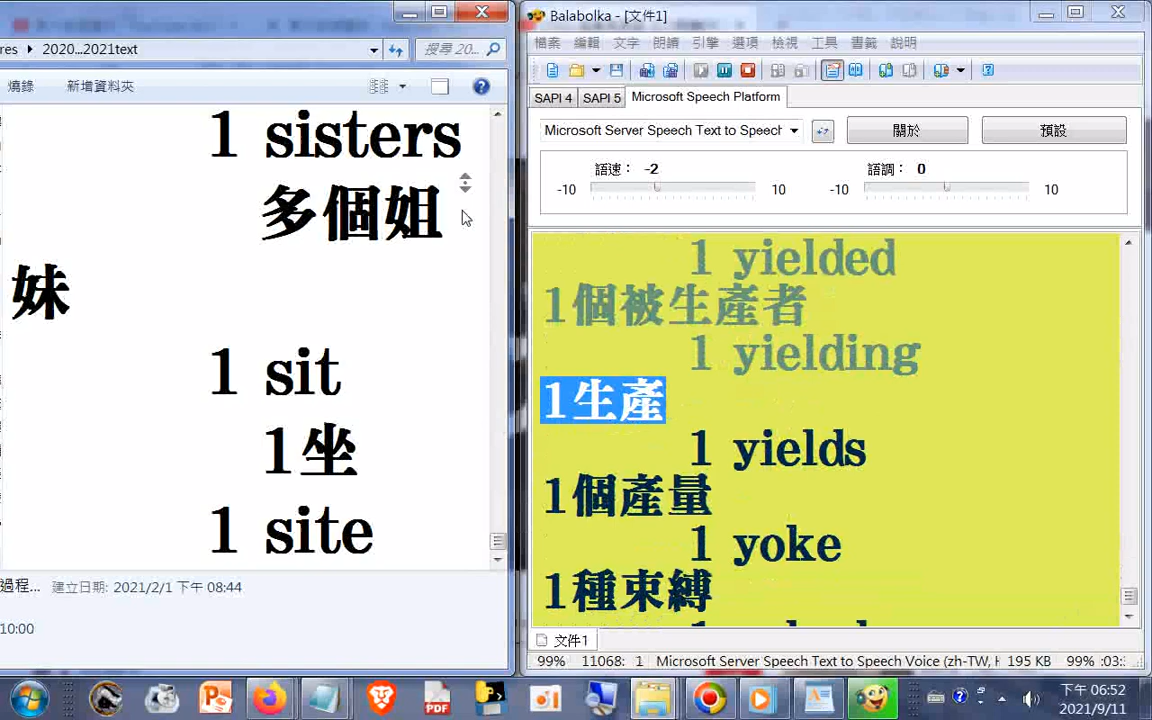 res ▸ 2020...2021text
搜尋 20...
燒錄 新增資料夾
1 sisters
多個姐
妹
1 sit
1坐
1 site
過程... 建立日期: 2021/2/1 下午 08:44
10:00
Balabolka - [文件1]
檔案 編輯 文字 朗讀 引擎 選項 檢視 工具 書籤 說明
SAPI 4 SAPI 5 Microsoft Speech Platform
Microsoft Server Speech Text to Speech 關於 預設
語速： -2 語調： 0
-10 10 -10 10
1 yielded
1個被生產者
1 yielding
1生產
1 yields
1個產量
1 yoke
1種束縛
文件1
99% 11068: 1 Microsoft Server Speech Text to Speech Voice (zh-TW, H 195 KB 99% :03:
PDF
下午 06:52
2021/9/11